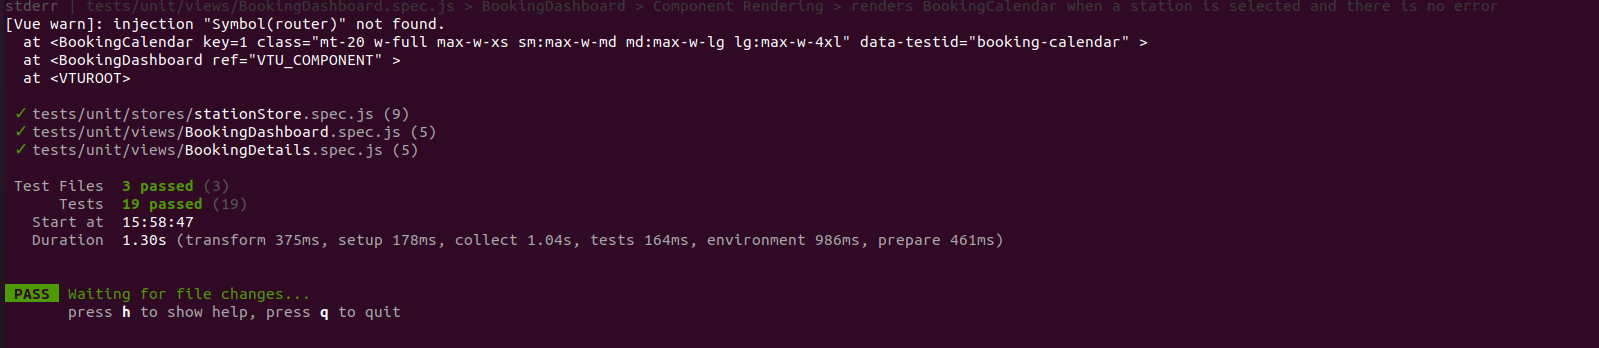 stderr | tests/unit/views/BookingDashboard.spec.js > BookingDashboard > Component Rendering > renders BookingCalendar when a station is selected and there is no error
[Vue warn]: injection "Symbol(router)" not found.
at <BookingCalendar key=1 class="mt-20 w-full max-w-xs sm:max-w-md md:max-w-lg lg:max-w-4xl" data-testid="booking-calendar" >
at <BookingDashboard ref="VTU_COMPONENT" >
at <VTUROOT>
✓ tests/unit/stores/stationStore.spec.js (9)
✓ tests/unit/views/BookingDashboard.spec.js (5)
✓ tests/unit/views/BookingDetails.spec.js (5)
Test Files 3 passed (3)
Tests 19 passed (19)
Start at 15:58:47
Duration 1.30s (transform 375ms, setup 178ms, collect 1.04s, tests 164ms, environment 986ms, prepare 461ms)
PASS Waiting for file changes...
press h to show help, press q to quit